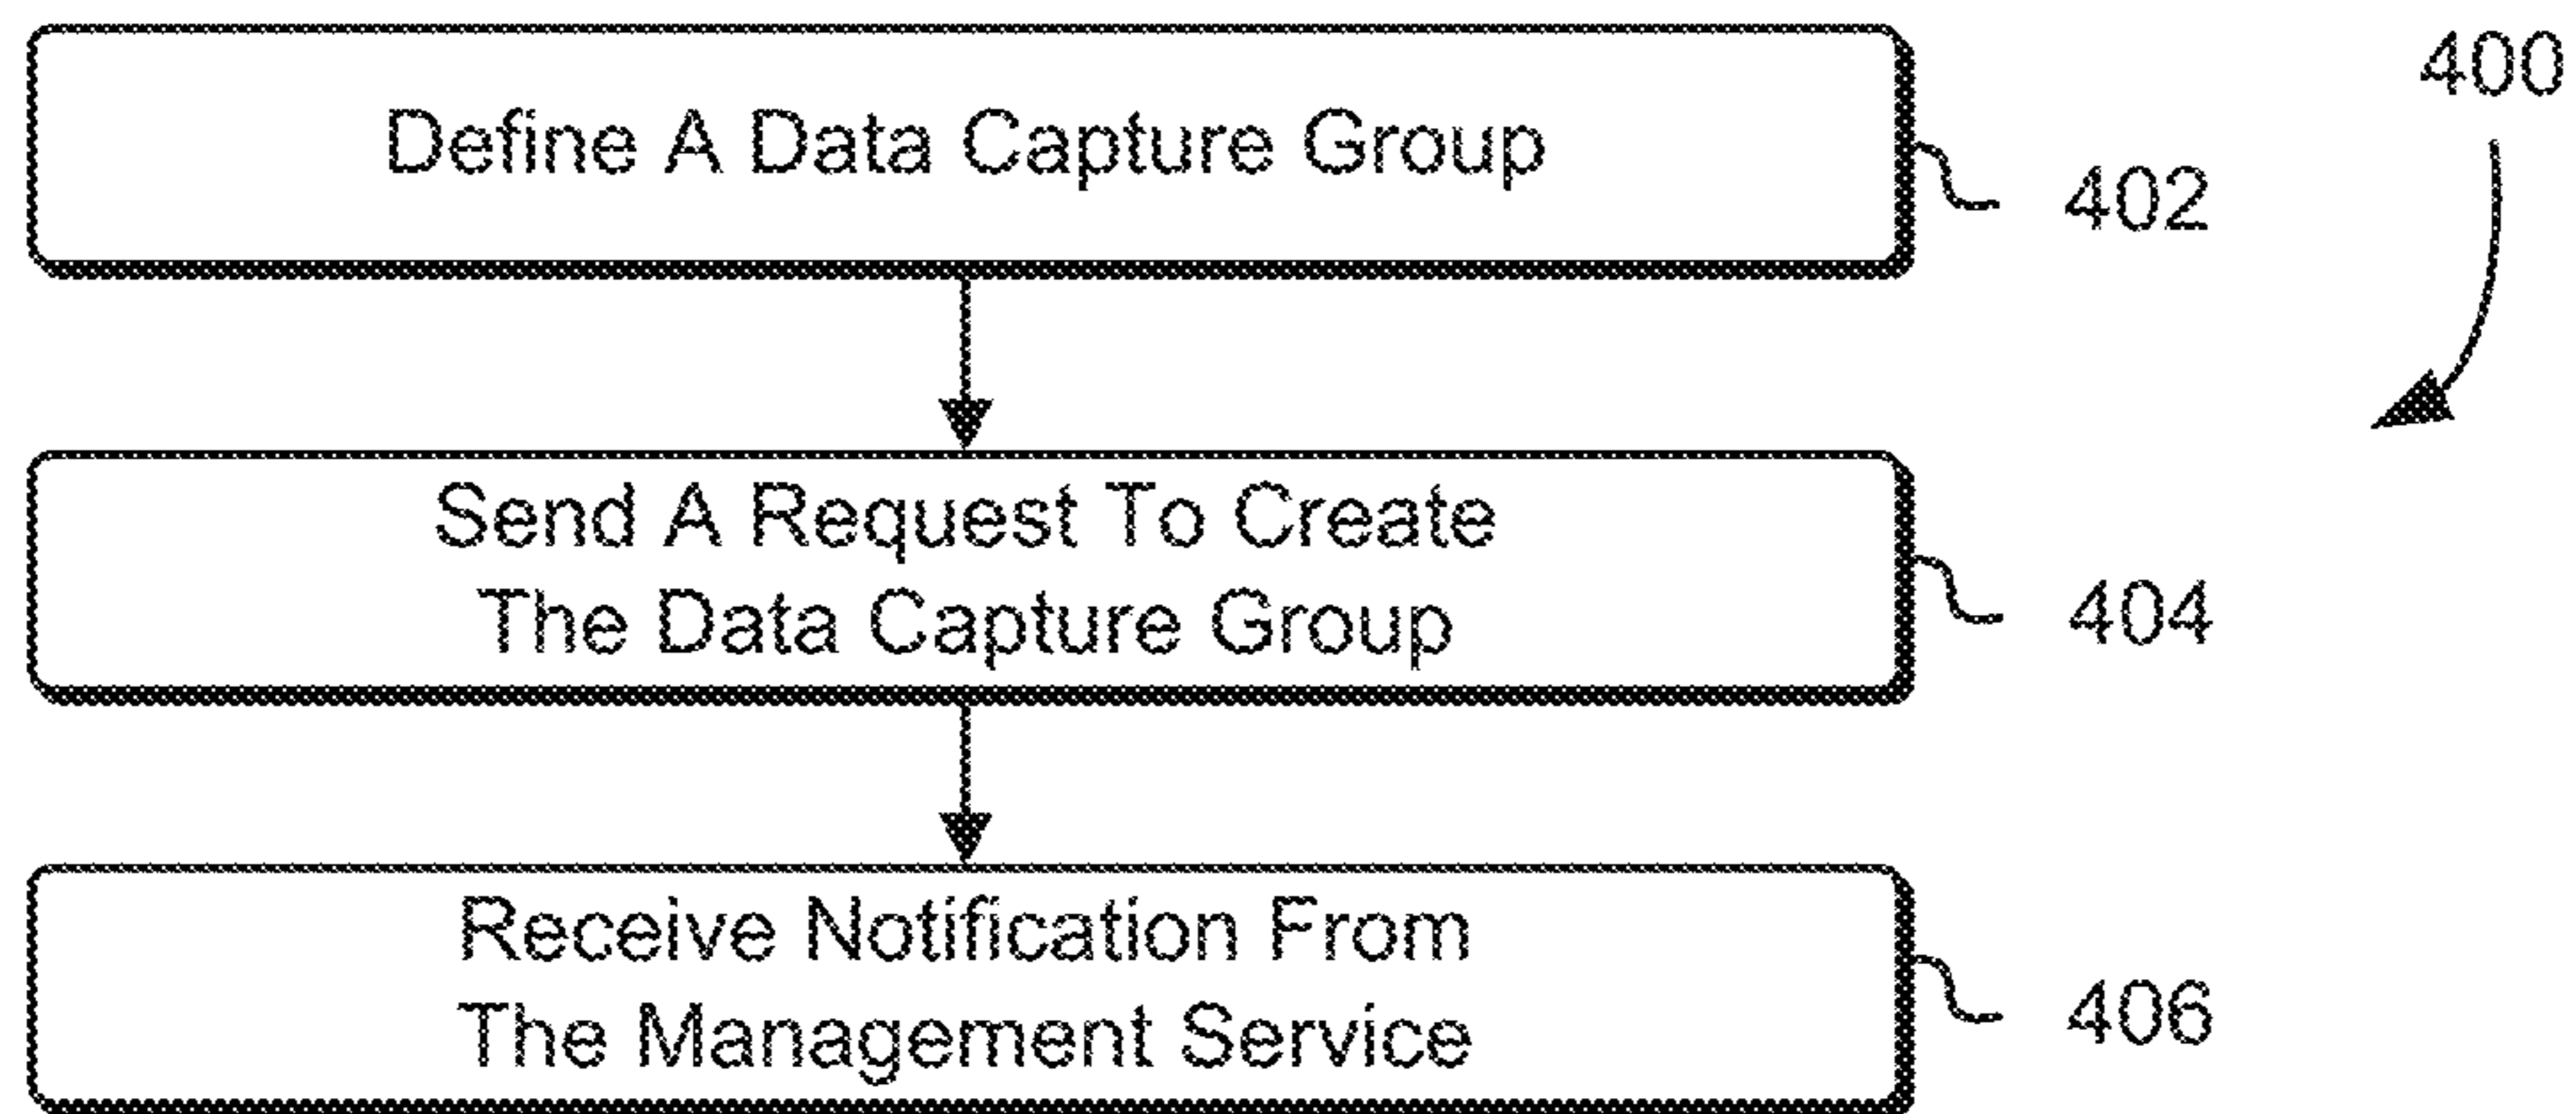 400
Define A Data Capture Group
402
Send A Request To Create
The Data Capture Group
404
Receive Notification From
The Management Service
406